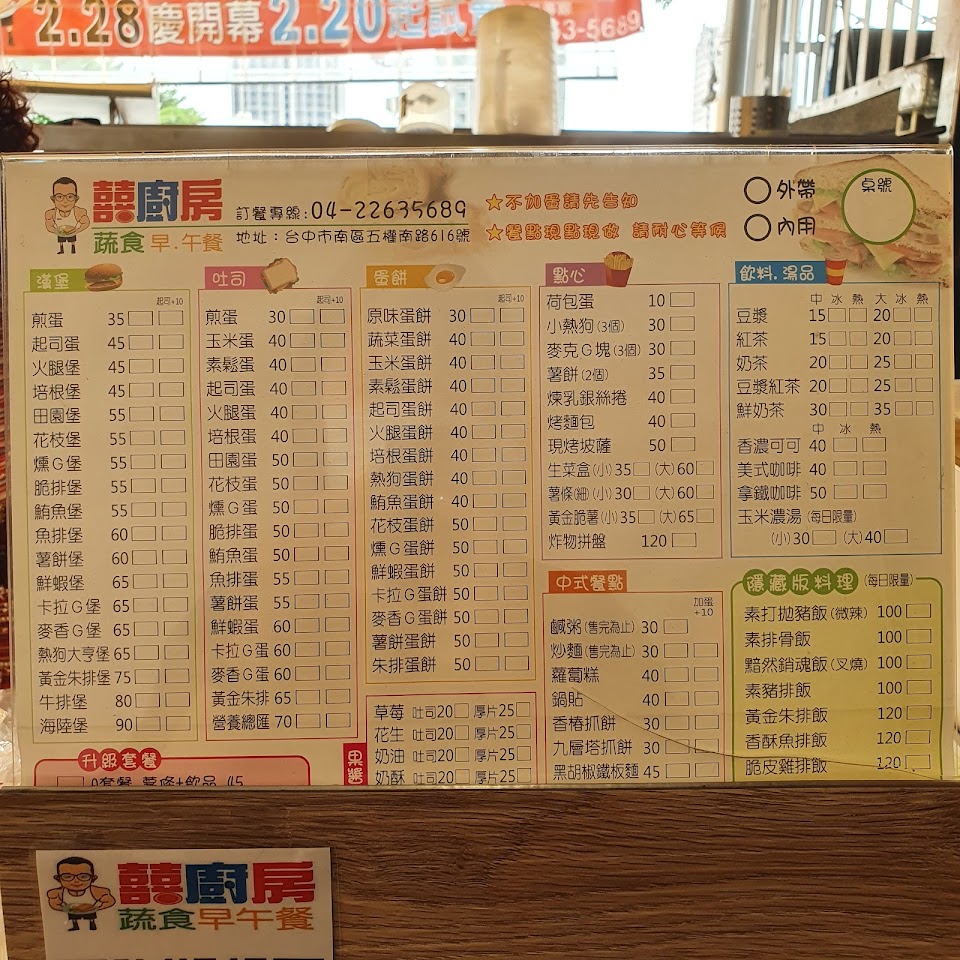 2.28慶開幕2.20起試賣
63-5689
囍廚房
蔬食早.午餐
訂餐專線:04-22635689
地址:台中市南區五權南路616號
★不加蛋請先告知
★餐點現點現做 請耐心等候
外帶
內用
桌號
漢堡
起司+10
煎蛋 35
起司蛋 45
火腿堡 45
培根堡 45
田園堡 55
花枝堡 55
燻G堡 55
脆排堡 55
鮪魚堡 55
魚排堡 60
薯餅堡 60
鮮蝦堡 65
卡拉G堡 65
麥香G堡 65
熱狗大亨堡 65
黃金朱排堡 75
牛排堡 80
海陸堡 90
吐司
起司+10
煎蛋 30
玉米蛋 40
素鬆蛋 40
起司蛋 40
火腿蛋 40
培根蛋 40
田園蛋 50
花枝蛋 50
燻G蛋 50
脆排蛋 50
鮪魚蛋 50
魚排蛋 55
薯餅蛋 55
鮮蝦蛋 60
卡拉G蛋 60
麥香G蛋 60
黃金朱排 65
營養總匯 70
蛋餅
起司+10
原味蛋餅 30
蔬菜蛋餅 40
玉米蛋餅 40
素鬆蛋餅 40
起司蛋餅 40
火腿蛋餅 40
培根蛋餅 40
熱狗蛋餅 40
鮪魚蛋餅 40
花枝蛋餅 50
燻G蛋餅 50
鮮蝦蛋餅 50
卡拉G蛋餅 50
麥香G蛋餅 50
薯餅蛋餅 50
朱排蛋餅 50
點心
荷包蛋 10
小熱狗(3個) 30
麥克G塊(3個) 30
薯餅(2個) 35
煉乳銀絲捲 40
烤麵包 40
現烤坡薩 50
生菜盒(小)35 (大)60
薯條(細)(小)30 (大)60
黃金脆薯(小)35 (大)65
炸物拼盤 120
飲料.湯品
中 冰 熱 大 冰 熱
豆漿 15 20
紅茶 15 20
奶茶 20 25
豆漿紅茶 20 25
鮮奶茶 30 35
中 冰 熱
香濃可可 40
美式咖啡 40
拿鐵咖啡 50
玉米濃湯(每日限量)
(小)30 (大)40
中式餐點
加蛋+10
鹹粥(售完為止) 30
炒麵(售完為止) 30
蘿蔔糕 40
鍋貼 40
香椿抓餅 30
九層塔抓餅 30
黑胡椒鐵板麵 45
隱藏版料理(每日限量)
素打拋豬飯(微辣) 100
素排骨飯 100
黯然銷魂飯(叉燒) 100
素豬排飯 100
黃金朱排飯 120
香酥魚排飯 120
脆皮雞排飯 120
果醬
草莓 吐司20 厚片25
花生 吐司20 厚片25
奶油 吐司20 厚片25
奶酥 吐司20 厚片25
升級套餐
A套餐 薯條+飲品 45
囍廚房
蔬食早午餐